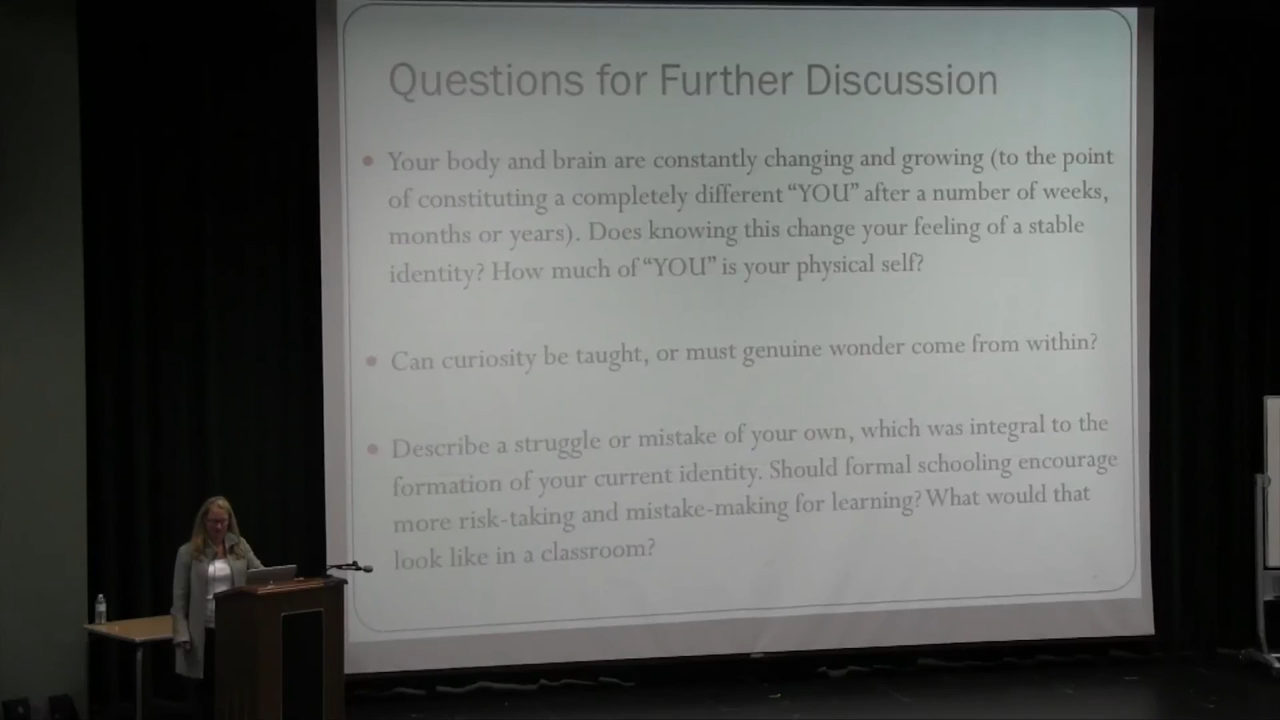 Questions for Further Discussion
• Your body and brain are constantly changing and growing (to the point
of constituting a completely different “YOU” after a number of weeks,
months or years). Does knowing this change your feeling of a stable
identity? How much of “YOU” is your physical self?
• Can curiosity be taught, or must genuine wonder come from within?
• Describe a struggle or mistake of your own, which was integral to the
formation of your current identity. Should formal schooling encourage
more risk-taking and mistake-making for learning? What would that
look like in a classroom?